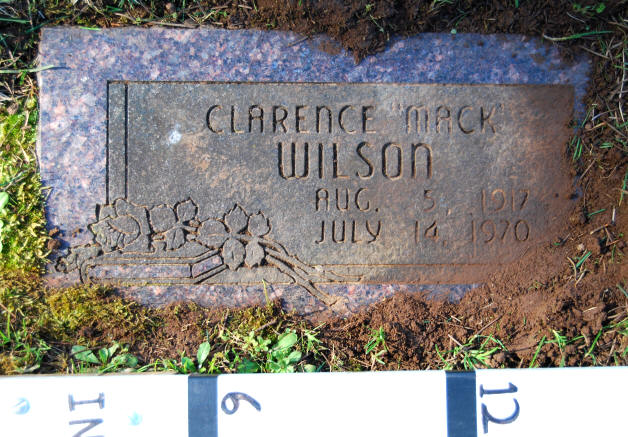 CLARENCE "MACK"
WILSON
AUG. 5, 1917
JULY 14, 1970
IN
6
12